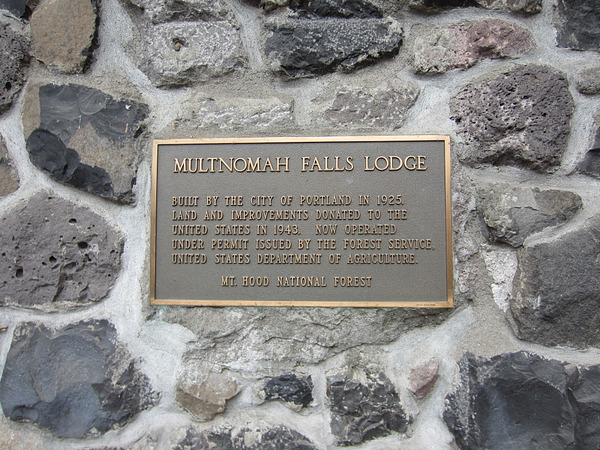 MULTNOMAH FALLS LODGE
BUILT BY THE CITY OF PORTLAND IN 1925.
LAND AND IMPROVEMENTS DONATED TO THE
UNITED STATES IN 1943. NOW OPERATED
UNDER PERMIT ISSUED BY THE FOREST SERVICE,
UNITED STATES DEPARTMENT OF AGRICULTURE.
MT. HOOD NATIONAL FOREST